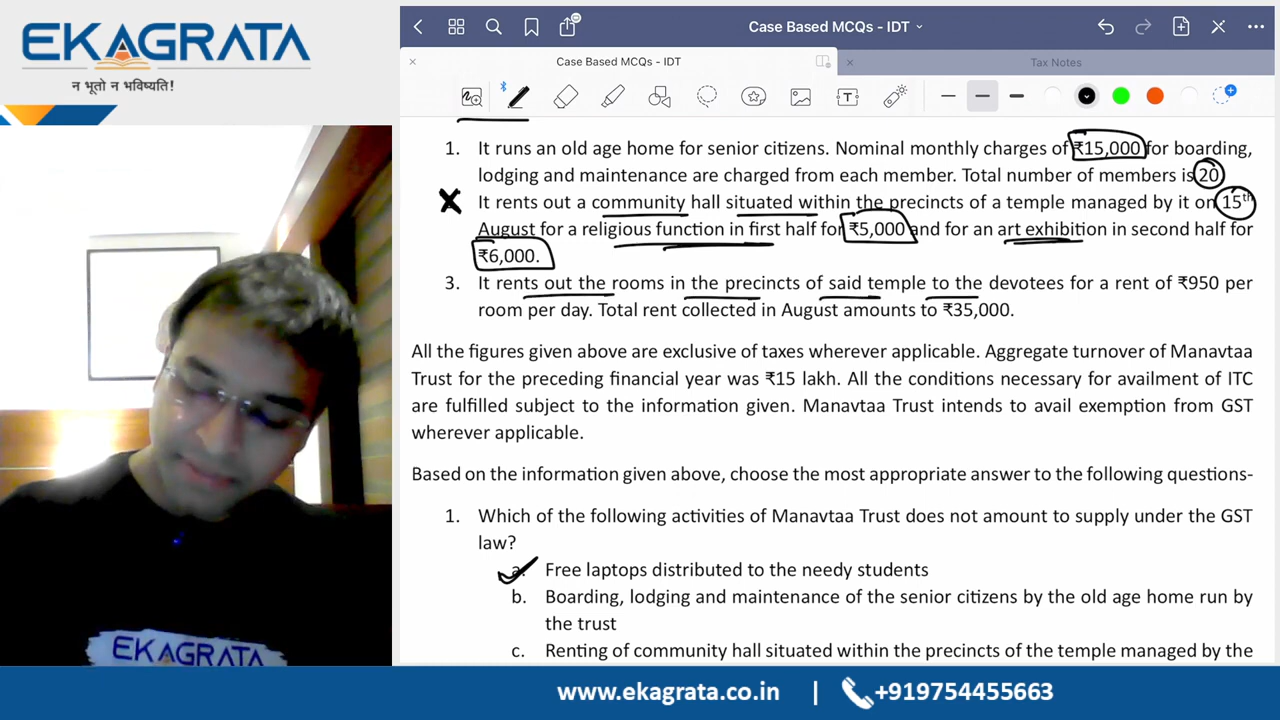 EKAGRATA
न भूतो न भविष्यति!
Case Based MCQs - IDT
Case Based MCQs - IDT
Tax Notes
1. It runs an old age home for senior citizens. Nominal monthly charges of ₹15,000 for boarding,
lodging and maintenance are charged from each member. Total number of members is 20
It rents out a community hall situated within the precincts of a temple managed by it on 15th
August for a religious function in first half for ₹5,000 and for an art exhibition in second half for
₹6,000.
3. It rents out the rooms in the precincts of said temple to the devotees for a rent of ₹950 per
room per day. Total rent collected in August amounts to ₹35,000.
All the figures given above are exclusive of taxes wherever applicable. Aggregate turnover of Manavtaa
Trust for the preceding financial year was ₹15 lakh. All the conditions necessary for availment of ITC
are fulfilled subject to the information given. Manavtaa Trust intends to avail exemption from GST
wherever applicable.
Based on the information given above, choose the most appropriate answer to the following questions-
1. Which of the following activities of Manavtaa Trust does not amount to supply under the GST
law?
a. Free laptops distributed to the needy students
b. Boarding, lodging and maintenance of the senior citizens by the old age home run by
the trust
c. Renting of community hall situated within the precincts of the temple managed by the
EKAGRATA
www.ekagrata.co.in | +919754455663